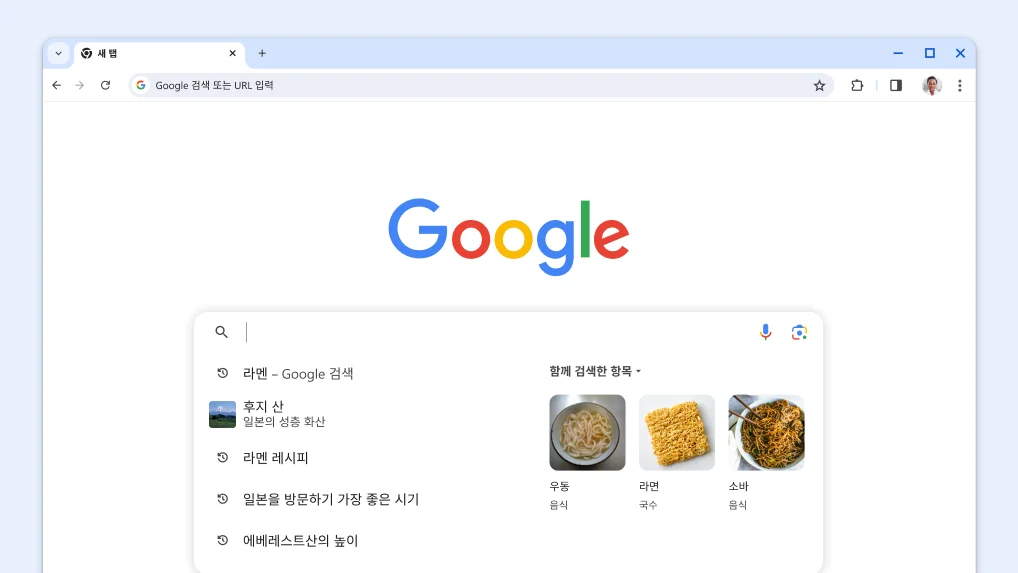 새 탭
Google 검색 또는 URL 입력
Google
라멘 – Google 검색
후지 산
일본의 성층 화산
라멘 레시피
일본을 방문하기 가장 좋은 시기
에베레스트산의 높이
함께 검색한 항목
우동
음식
라면
국수
소바
음식